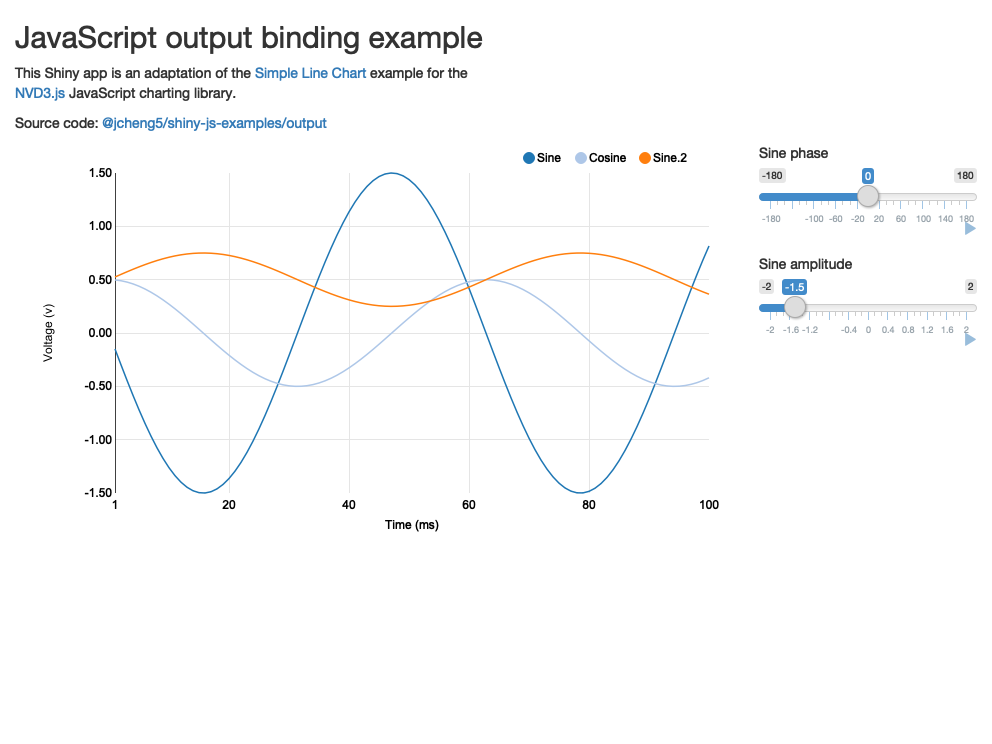 JavaScript output binding example
This Shiny app is an adaptation of the Simple Line Chart example for the
NVD3.js JavaScript charting library.
Source code: @jcheng5/shiny-js-examples/output
Sine Cosine Sine.2
1.50
1.00
0.50
0.00
-0.50
-1.00
-1.50
Voltage (v)
1 20 40 60 80 100
Time (ms)
Sine phase
-180 0 180
-180 -100 -60 -20 20 60 100 140 180
Sine amplitude
-2 -1.5 2
-2 -1.6 -1.2 -0.4 0 0.4 0.8 1.2 1.6 2